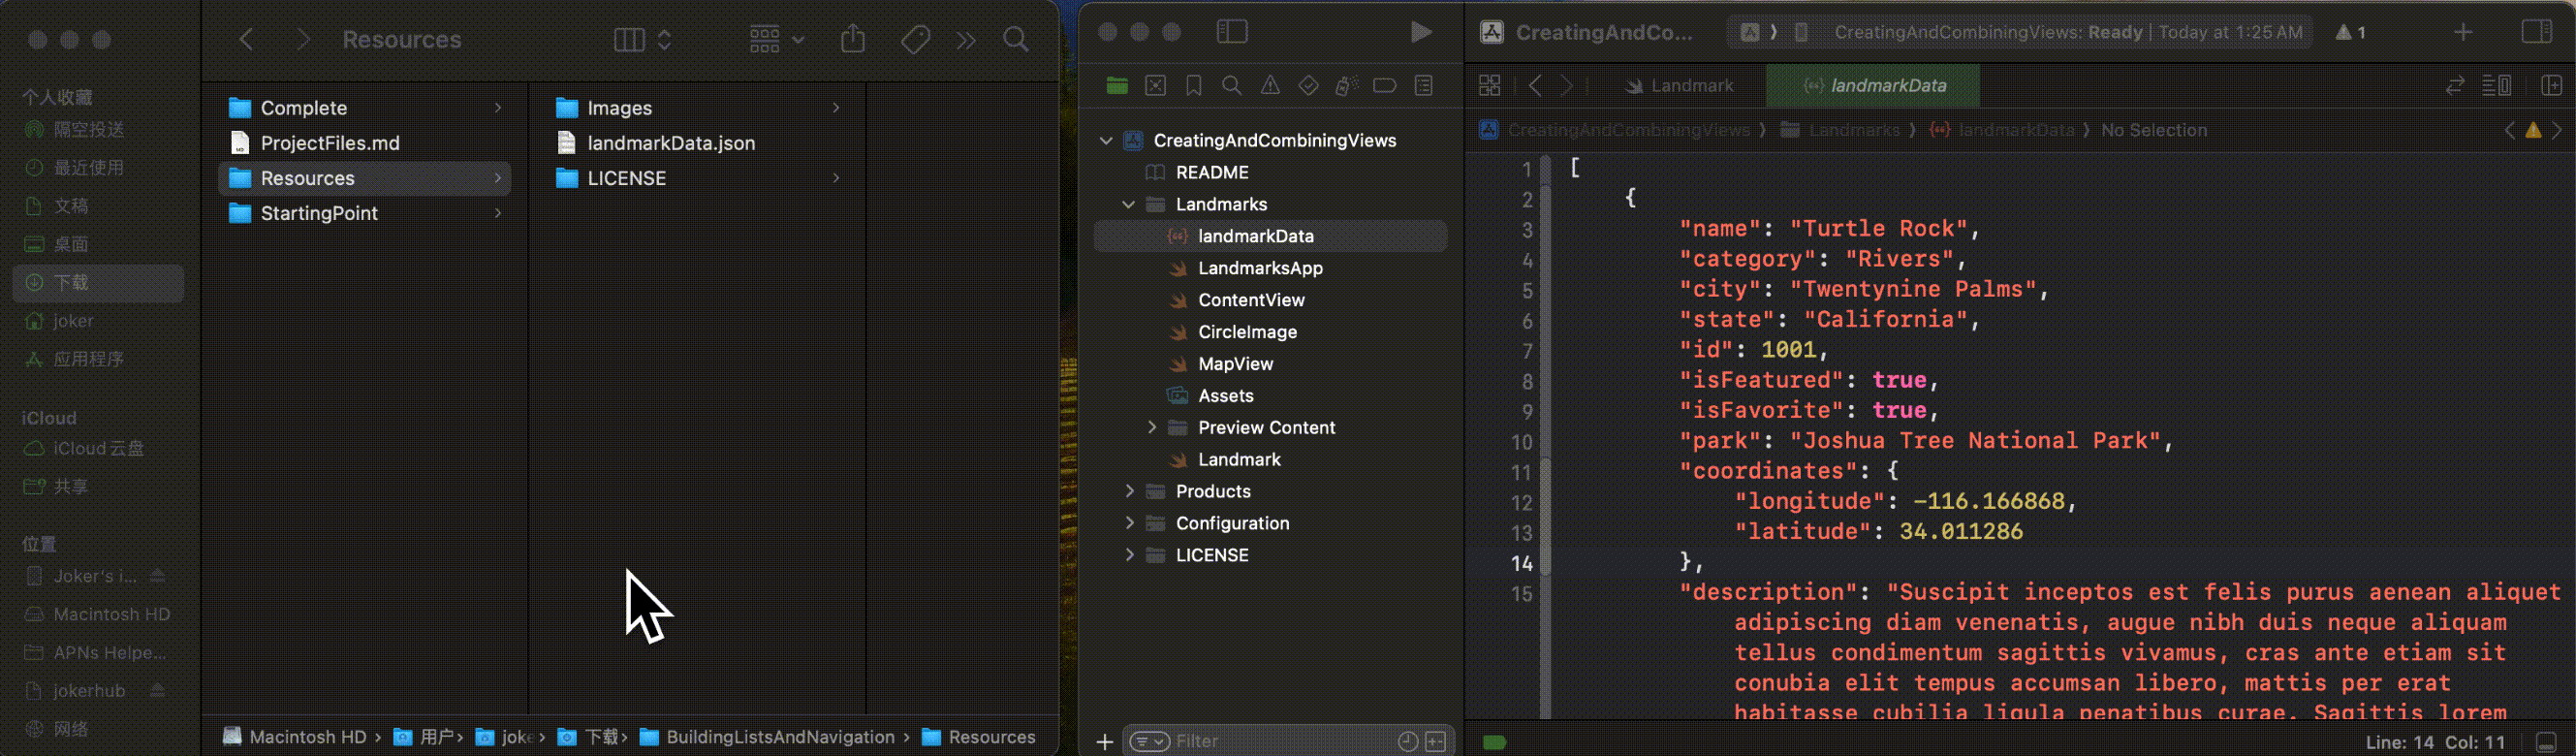 Resources
个人收藏
隔空投送
最近使用
文稿
桌面
下载
joker
应用程序
iCloud
iCloud云盘
共享
位置
Joker's i...
Macintosh HD
APNs Helpe...
jokerhub
网络
Complete
ProjectFiles.md
Resources
StartingPoint
Images
landmarkData.json
LICENSE
Macintosh HD › 用户 › joke › 下载 › BuildingListsAndNavigation › Resources
CreatingAndCombiningViews
README
Landmarks
landmarkData
LandmarksApp
ContentView
CircleImage
MapView
Assets
Preview Content
Landmark
Products
Configuration
LICENSE
Filter
CreatingAndCo...
CreatingAndCombiningViews: Ready | Today at 1:25 AM
1
Landmark
landmarkData
CreatingAndCombiningViews 〉 Landmarks 〉 landmarkData 〉 No Selection
1 [
2 {
3 "name": "Turtle Rock",
4 "category": "Rivers",
5 "city": "Twentynine Palms",
6 "state": "California",
7 "id": 1001,
8 "isFeatured": true,
9 "isFavorite": true,
10 "park": "Joshua Tree National Park",
11 "coordinates": {
12 "longitude": -116.166868,
13 "latitude": 34.011286
14 },
15 "description": "Suscipit inceptos est felis purus aenean aliquet
adipiscing diam venenatis, augue nibh duis neque aliquam
tellus condimentum sagittis vivamus, cras ante etiam sit
conubia elit tempus accumsan libero, mattis per erat
habitasse cubilia ligula penatibus curae. Sagittis lorem
Line: 14 Col: 11